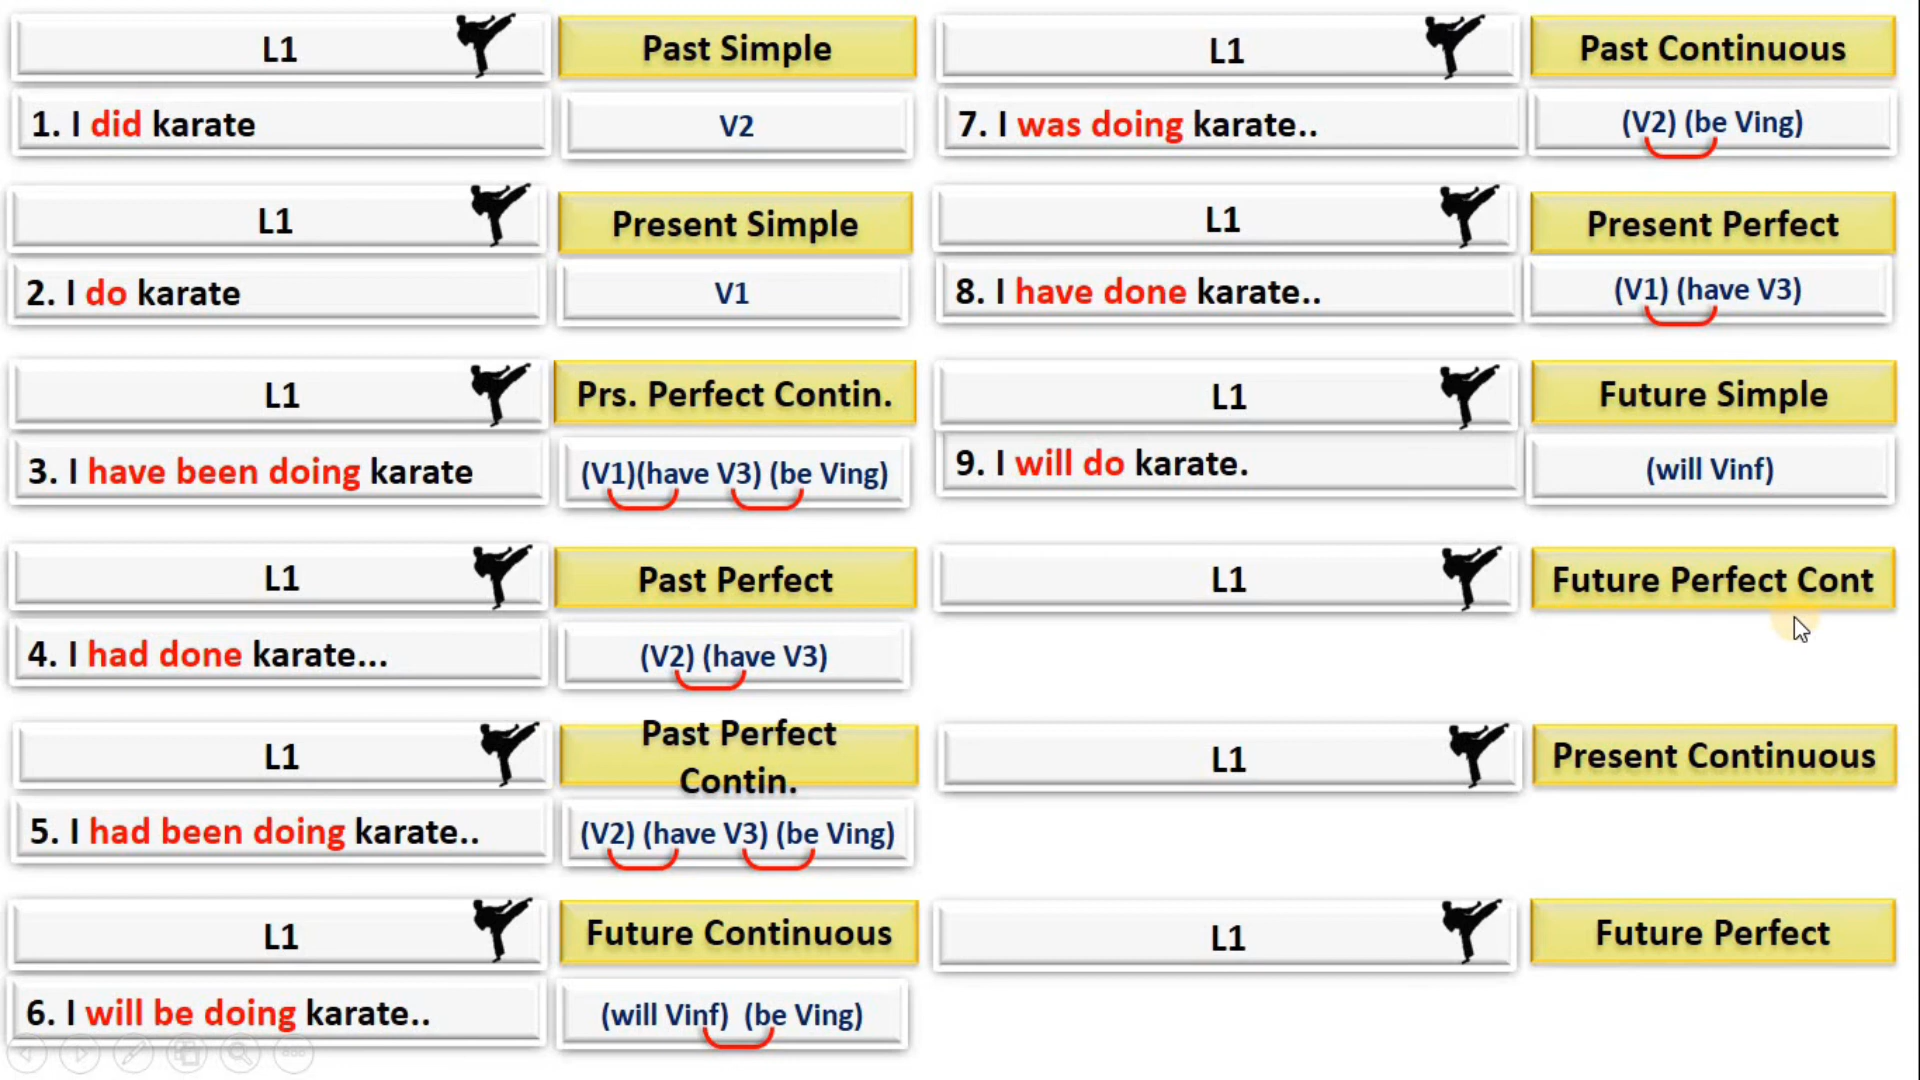 L1
Past Simple
1. I did karate
V2
L1
Present Simple
2. I do karate
V1
L1
Prs. Perfect Contin.
3. I have been doing karate
(V1)(have V3) (be Ving)
L1
Past Perfect
4. I had done karate...
(V2) (have V3)
L1
Past Perfect
Contin.
5. I had been doing karate..
(V2) (have V3) (be Ving)
L1
Future Continuous
6. I will be doing karate..
(will Vinf) (be Ving)
L1
Past Continuous
7. I was doing karate..
(V2) (be Ving)
L1
Present Perfect
8. I have done karate..
(V1) (have V3)
L1
Future Simple
9. I will do karate.
(will Vinf)
L1
Future Perfect Cont
L1
Present Continuous
L1
Future Perfect